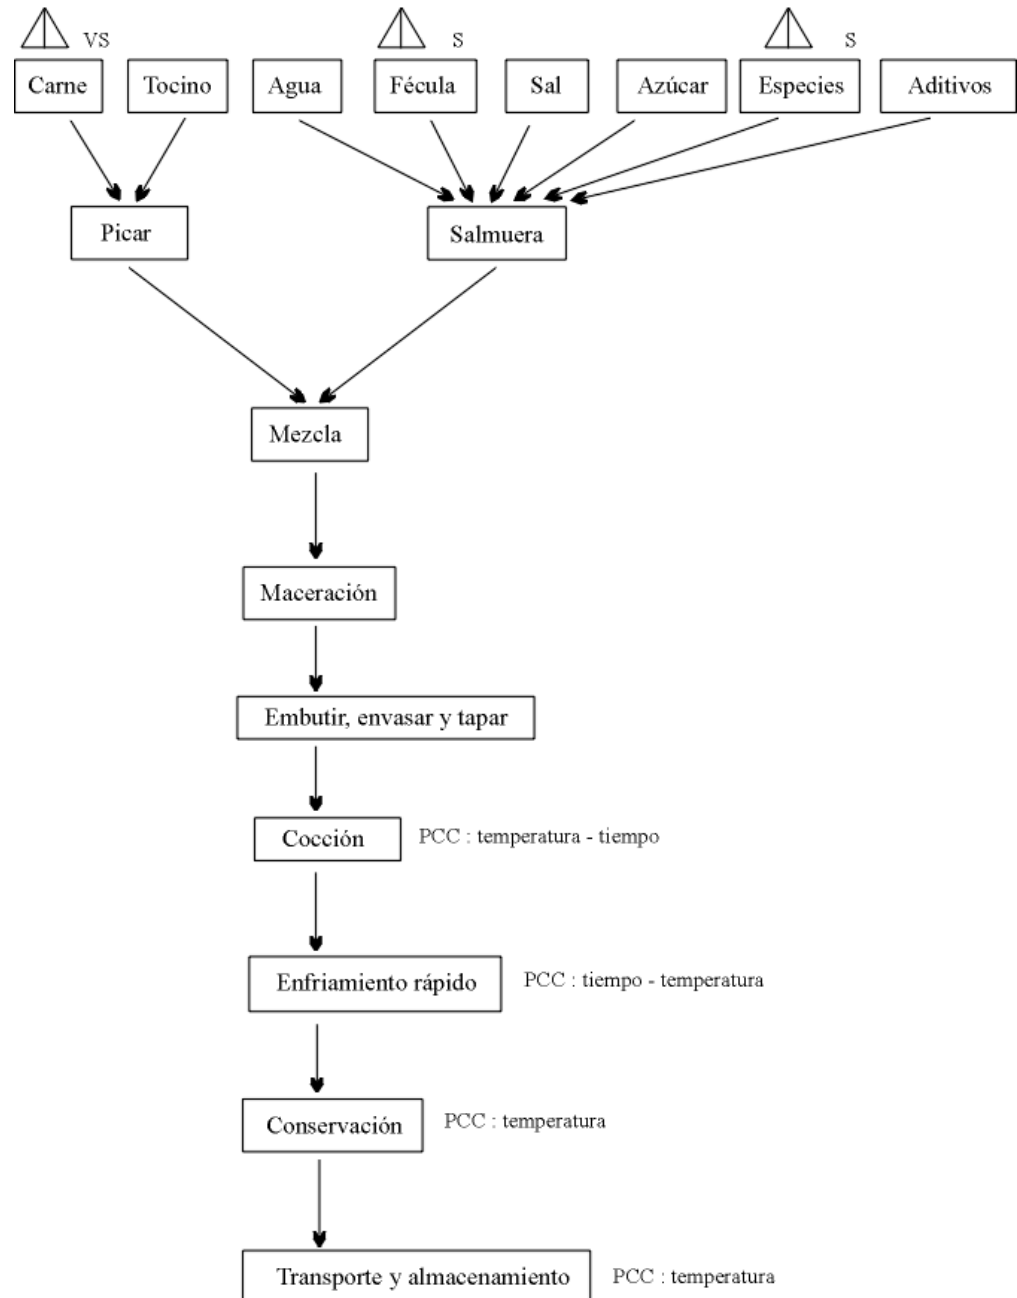 VS
S
S
Carne
Tocino
Agua
Fécula
Sal
Azúcar
Especies
Aditivos
Picar
Salmuera
Mezcla
Maceración
Embutir, envasar y tapar
Cocción
PCC : temperatura - tiempo
Enfriamiento rápido
PCC : tiempo - temperatura
Conservación
PCC : temperatura
Transporte y almacenamiento
PCC : temperatura